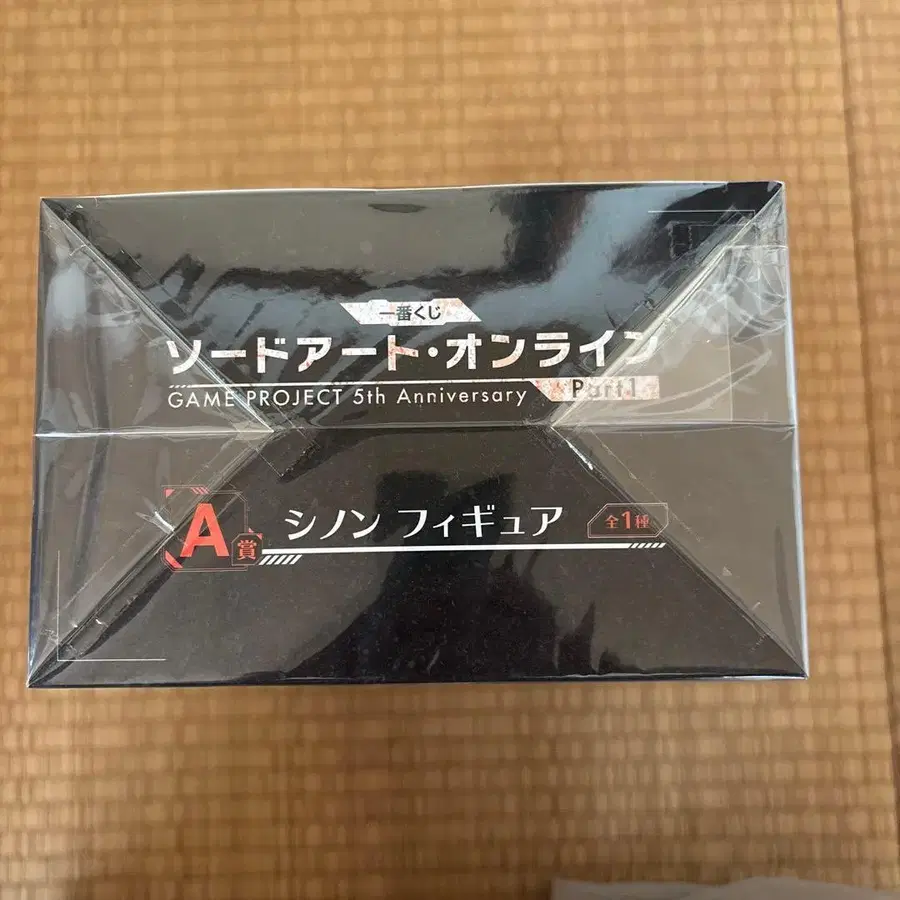 一番くじ
ソードアート・オンライン
GAME PROJECT 5th Anniversary Part1
A賞 シノン フィギュア 全1種